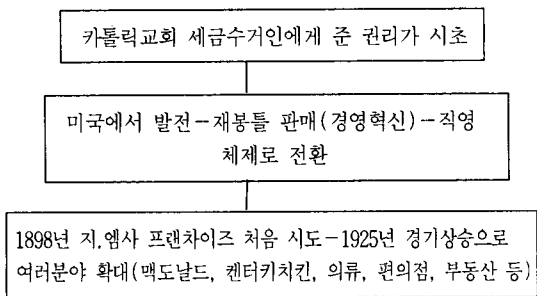 카톨릭교회 세금수거인에게 준 권리가 시초
미국에서 발전-재봉틀 판매(경영혁신)-직영
체제로 전환
1898년 지.엠사 프랜차이즈 처음 시도-1925년 경기상승으로
여러분야 확대(맥도날드, 켄터키치킨, 의류, 편의점, 부동산 등)